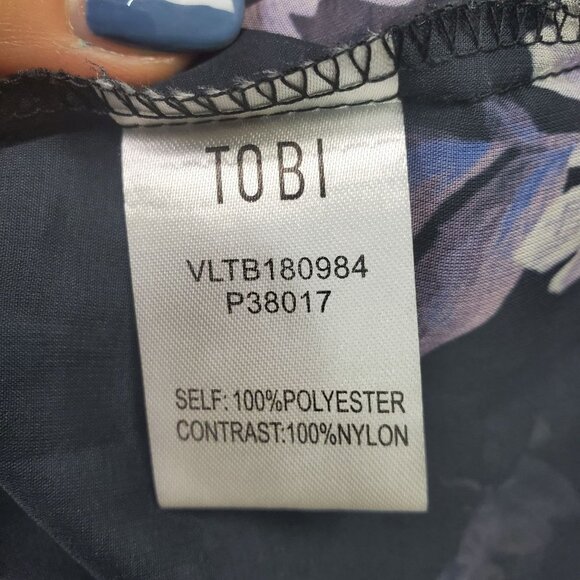 TOBI
VLTB180984
P38017
SELF: 100%POLYESTER
CONTRAST:100%NYLON